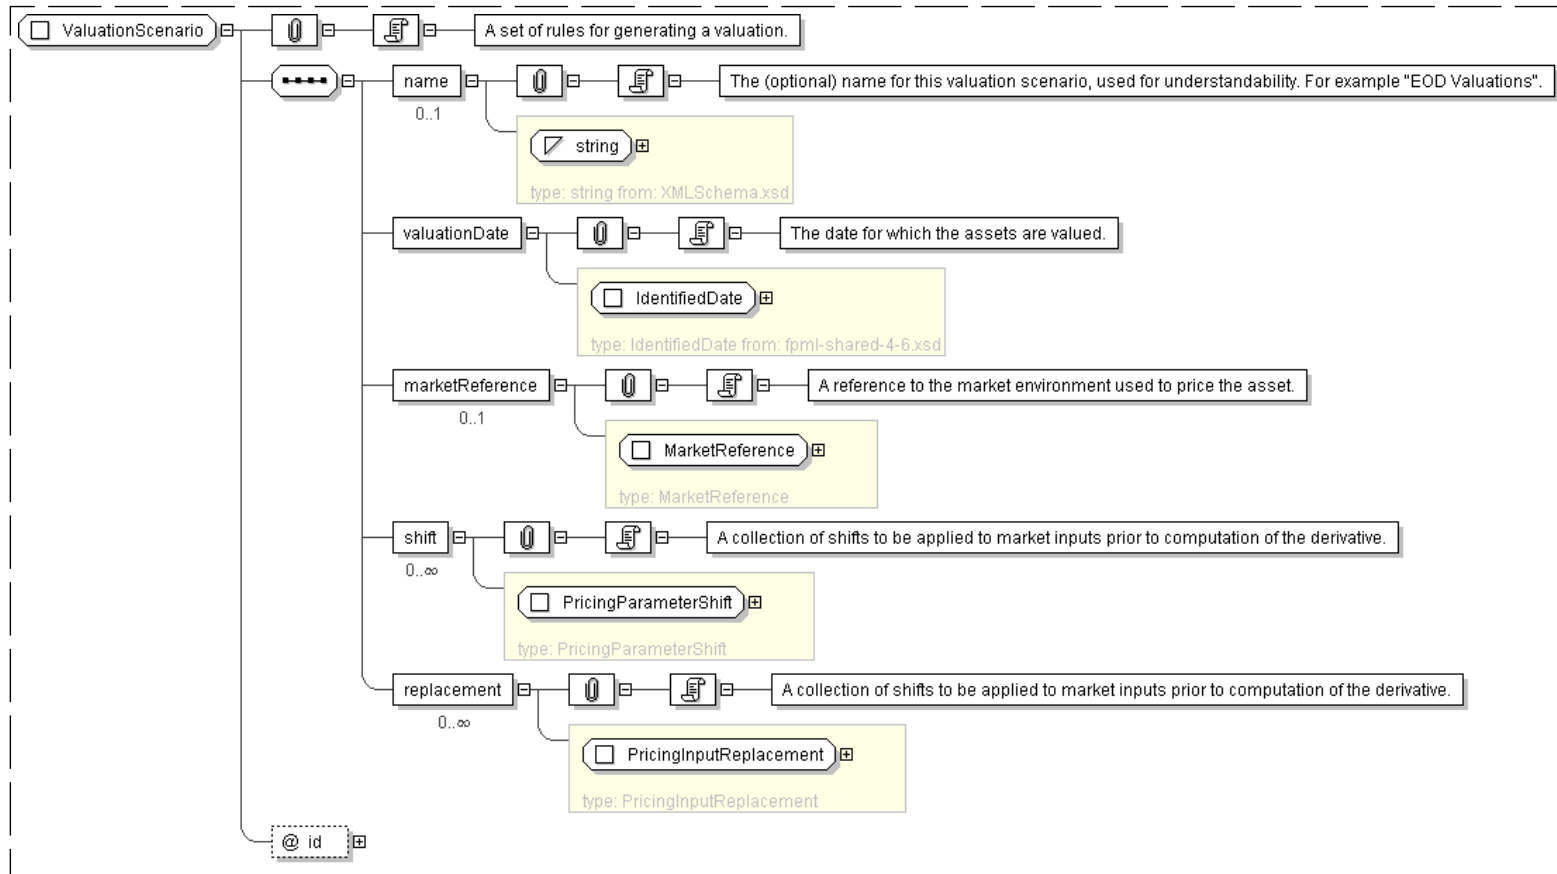 ValuationScenario
A set of rules for generating a valuation.
name
The (optional) name for this valuation scenario, used for understandability. For example "EOD Valuations".
0..1
string
type: string from: XMLSchema.xsd
valuationDate
The date for which the assets are valued.
IdentifiedDate
type: IdentifiedDate from: fpml-shared-4-6.xsd
marketReference
A reference to the market environment used to price the asset.
0..1
MarketReference
type: MarketReference
shift
A collection of shifts to be applied to market inputs prior to computation of the derivative.
0..∞
PricingParameterShift
type: PricingParameterShift
replacement
A collection of shifts to be applied to market inputs prior to computation of the derivative.
0..∞
PricingInputReplacement
type: PricingInputReplacement
@ id